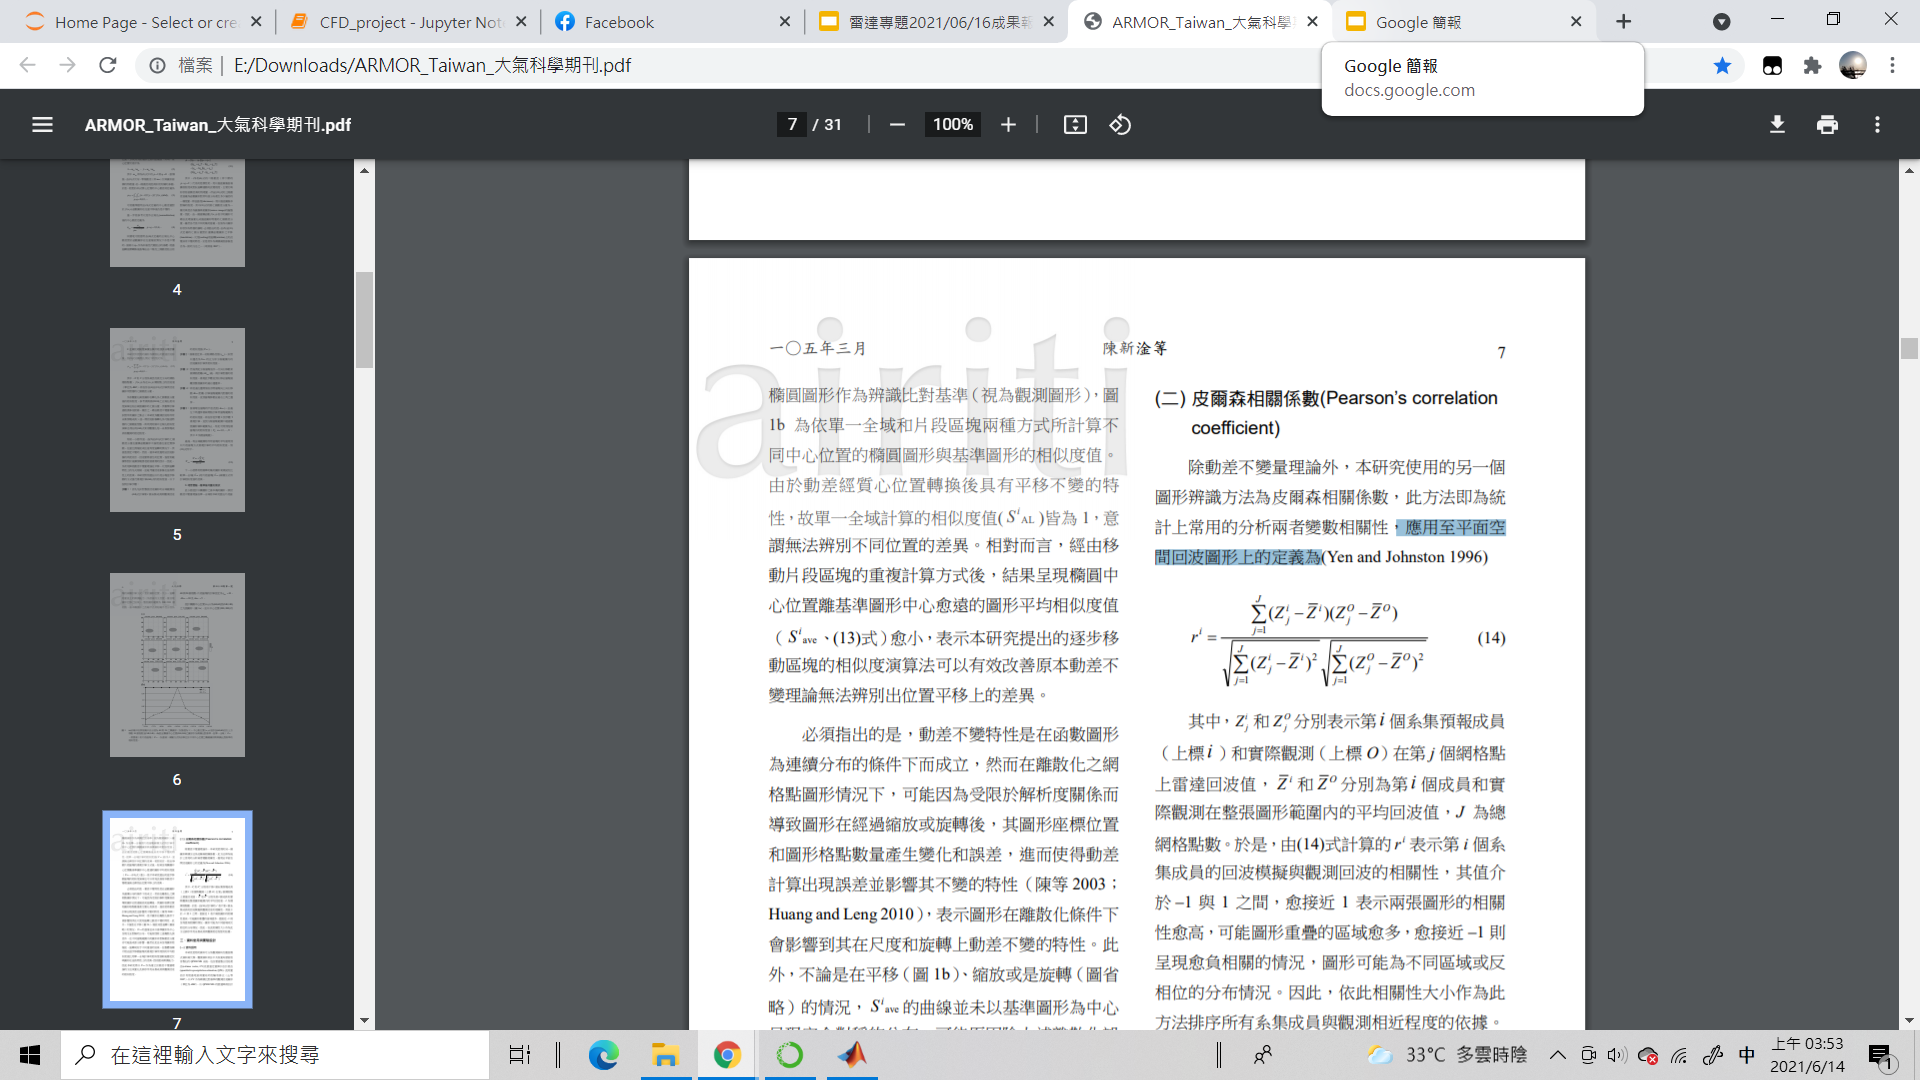 Home Page - Select or cre
CFD_project - Jupyter Not
Facebook
雷達專題2021/06/16成果報
ARMOR_Taiwan_大氣科學期
Google 簡報
檔案
E:/Downloads/ARMOR_Taiwan_大氣科學期刊.pdf
Google 簡報
docs.google.com
ARMOR_Taiwan_大氣科學期刊.pdf
7 / 31
100%
4
5
6
7
airiti
一〇五年三月
陳新淦等
7
橢圓圖形作為辨識比對基準(視為觀測圖形),圖
1b 為依單一全域和片段區塊兩種方式所計算不
同中心位置的橢圓圖形與基準圖形的相似度值。
由於動差經質心位置轉換後具有平移不變的特
性,故單一全域計算的相似度值( S^i_AL )皆為 1,意
謂無法辨別不同位置的差異。相對而言,經由移
動片段區塊的重複計算方式後,結果呈現橢圓中
心位置離基準圖形中心愈遠的圖形平均相似度值
( S^i_ave、(13)式)愈小,表示本研究提出的逐步移
動區塊的相似度演算法可以有效改善原本動差不
變理論無法辨別出位置平移上的差異。
必須指出的是,動差不變特性是在函數圖形
為連續分布的條件下而成立,然而在離散化之網
格點圖形情況下,可能因為受限於解析度關係而
導致圖形在經過縮放或旋轉後,其圖形座標位置
和圖形格點數量產生變化和誤差,進而使得動差
計算出現誤差並影響其不變的特性(陳等 2003;
Huang and Leng 2010),表示圖形在離散化條件下
會影響到其在尺度和旋轉上動差不變的特性。此
外,不論是在平移(圖 1b)、縮放或是旋轉(圖省
略)的情況,S^i_ave 的曲線並未以基準圖形為中心
(二) 皮爾森相關係數(Pearson's correlation
coefficient)
除動差不變量理論外,本研究使用的另一個
圖形辨識方法為皮爾森相關係數,此方法即為統
計上常用的分析兩者變數相關性,應用至平面空
間回波圖形上的定義為(Yen and Johnston 1996)
r^i = \frac{\sum_{j=1}^{J}(Z_j^i - \bar{Z}^i)(Z_j^O - \bar{Z}^O)}{\sqrt{\sum_{j=1}^{J}(Z_j^i - \bar{Z}^i)^2}\sqrt{\sum_{j=1}^{J}(Z_j^O - \bar{Z}^O)^2}} (14)
其中,Z_j^i 和 Z_j^O 分別表示第 i 個系集預報成員
(上標 i )和實際觀測(上標 O)在第 j 個網格點
上雷達回波值,\bar{Z}^i 和 \bar{Z}^O 分別為第 i 個成員和實
際觀測在整張圖形範圍內的平均回波值,J 為總
網格點數。於是,由(14)式計算的 r^i 表示第 i 個系
集成員的回波模擬與觀測回波的相關性,其值介
於 –1 與 1 之間,愈接近 1 表示兩張圖形的相關
性愈高,可能圖形重疊的區域愈多,愈接近 –1 則
呈現愈負相關的情況,圖形可能為不同區域或反
相位的分布情況。因此,依此相關性大小作為此
方法排序所有系集成員與觀測相近程度的依據。
在這裡輸入文字來搜尋
33°C 多雲時陰
中
上午 03:53
2021/6/14
1